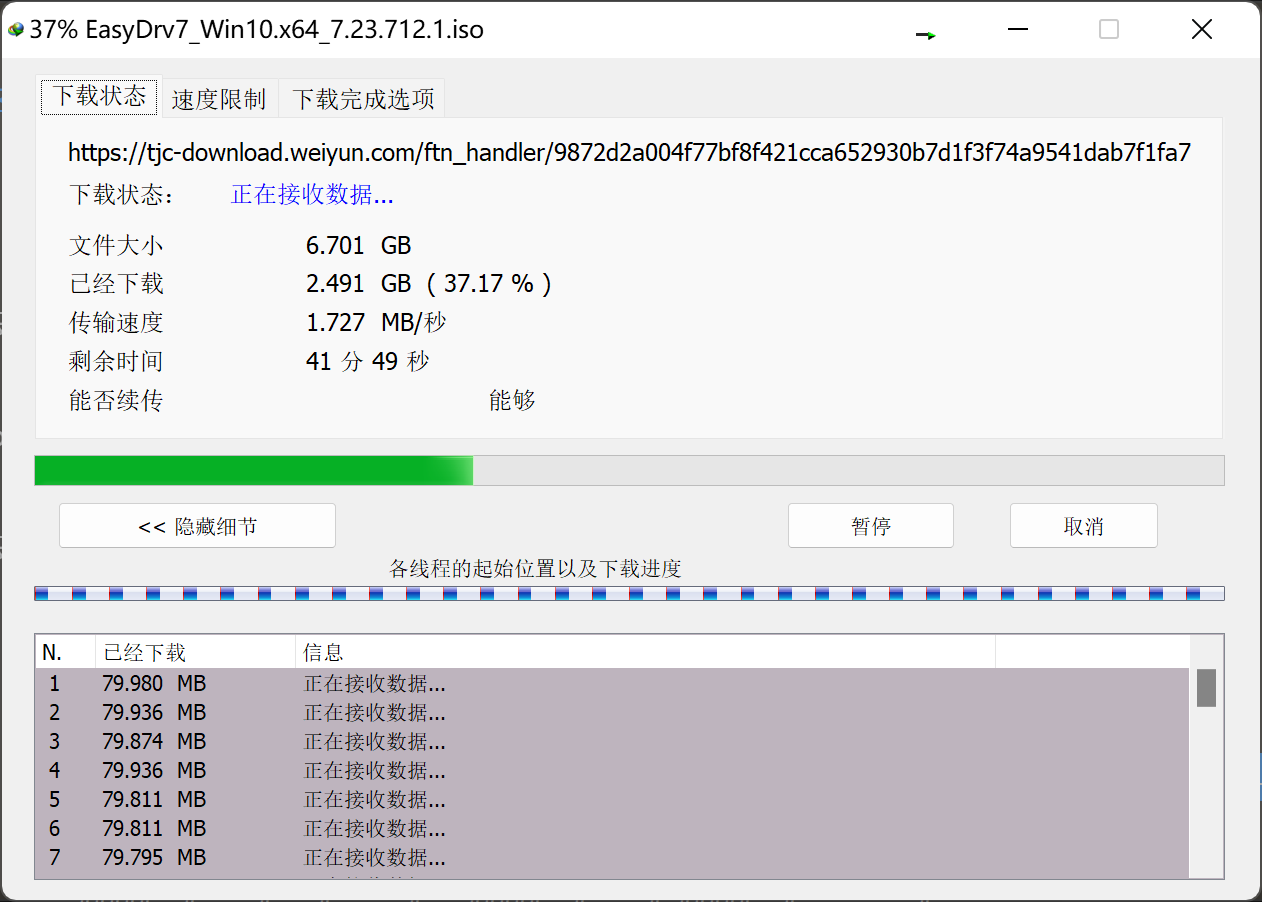 37% EasyDrv7_Win10.x64_7.23.712.1.iso
下载状态 速度限制 下载完成选项
https://tjc-download.weiyun.com/ftn_handler/9872d2a004f77bf8f421cca652930b7d1f3f74a9541dab7f1fa7
下载状态: 正在接收数据...
文件大小 6.701 GB
已经下载 2.491 GB ( 37.17 % )
传输速度 1.727 MB/秒
剩余时间 41 分 49 秒
能否续传 能够
<< 隐藏细节 暂停 取消
各线程的起始位置以及下载进度
N. 已经下载 信息
1 79.980 MB 正在接收数据...
2 79.936 MB 正在接收数据...
3 79.874 MB 正在接收数据...
4 79.936 MB 正在接收数据...
5 79.811 MB 正在接收数据...
6 79.811 MB 正在接收数据...
7 79.795 MB 正在接收数据...